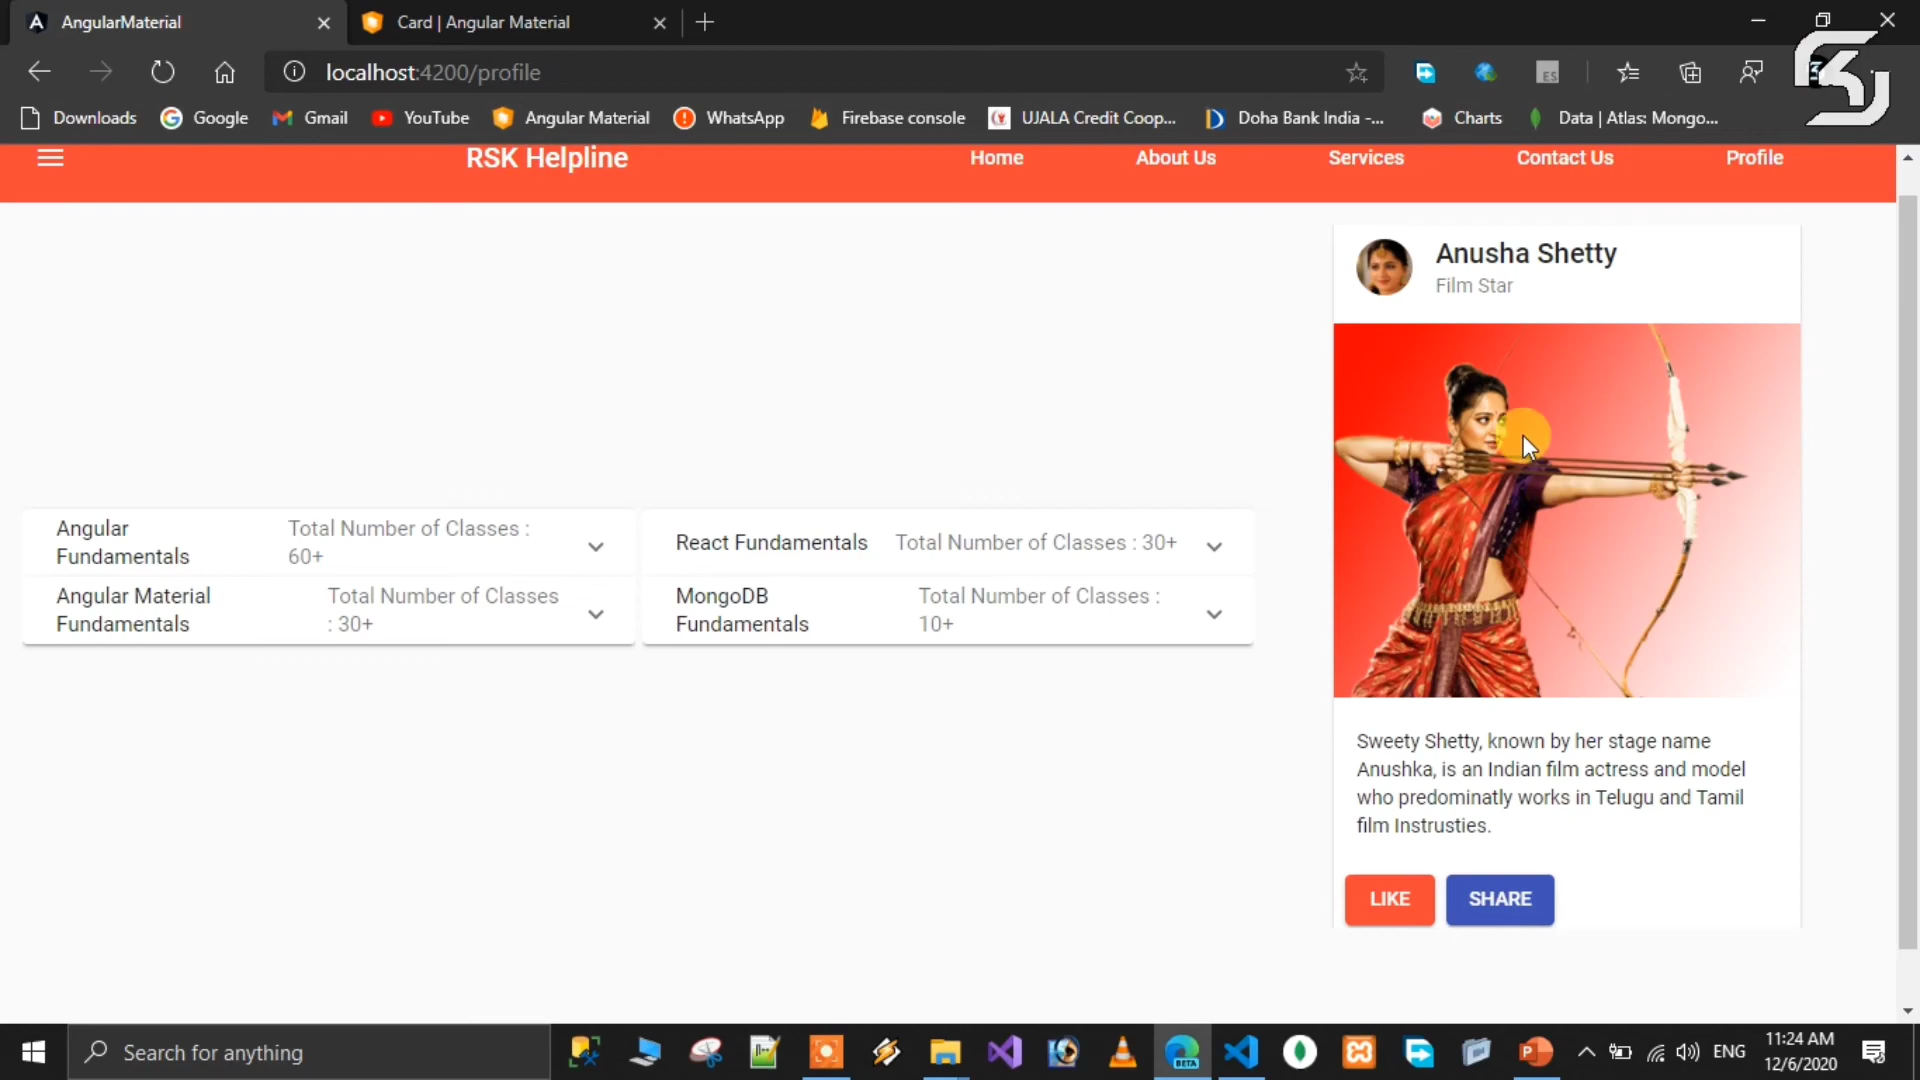 AngularMaterial
Card | Angular Material
localhost:4200/profile
Downloads
Google
Gmail
YouTube
Angular Material
WhatsApp
Firebase console
UJALA Credit Coop...
Doha Bank India -...
Charts
Data | Atlas: Mongo...
RSK Helpline
Home
About Us
Services
Contact Us
Profile
Anusha Shetty
Film Star
Angular
Fundamentals
Total Number of Classes :
60+
React Fundamentals
Total Number of Classes : 30+
Angular Material
Fundamentals
Total Number of Classes
: 30+
MongoDB
Fundamentals
Total Number of Classes :
10+
Sweety Shetty, known by her stage name
Anushka, is an Indian film actress and model
who predominatly works in Telugu and Tamil
film Instrusties.
LIKE
SHARE
Search for anything
BETA
ENG
11:24 AM
12/6/2020